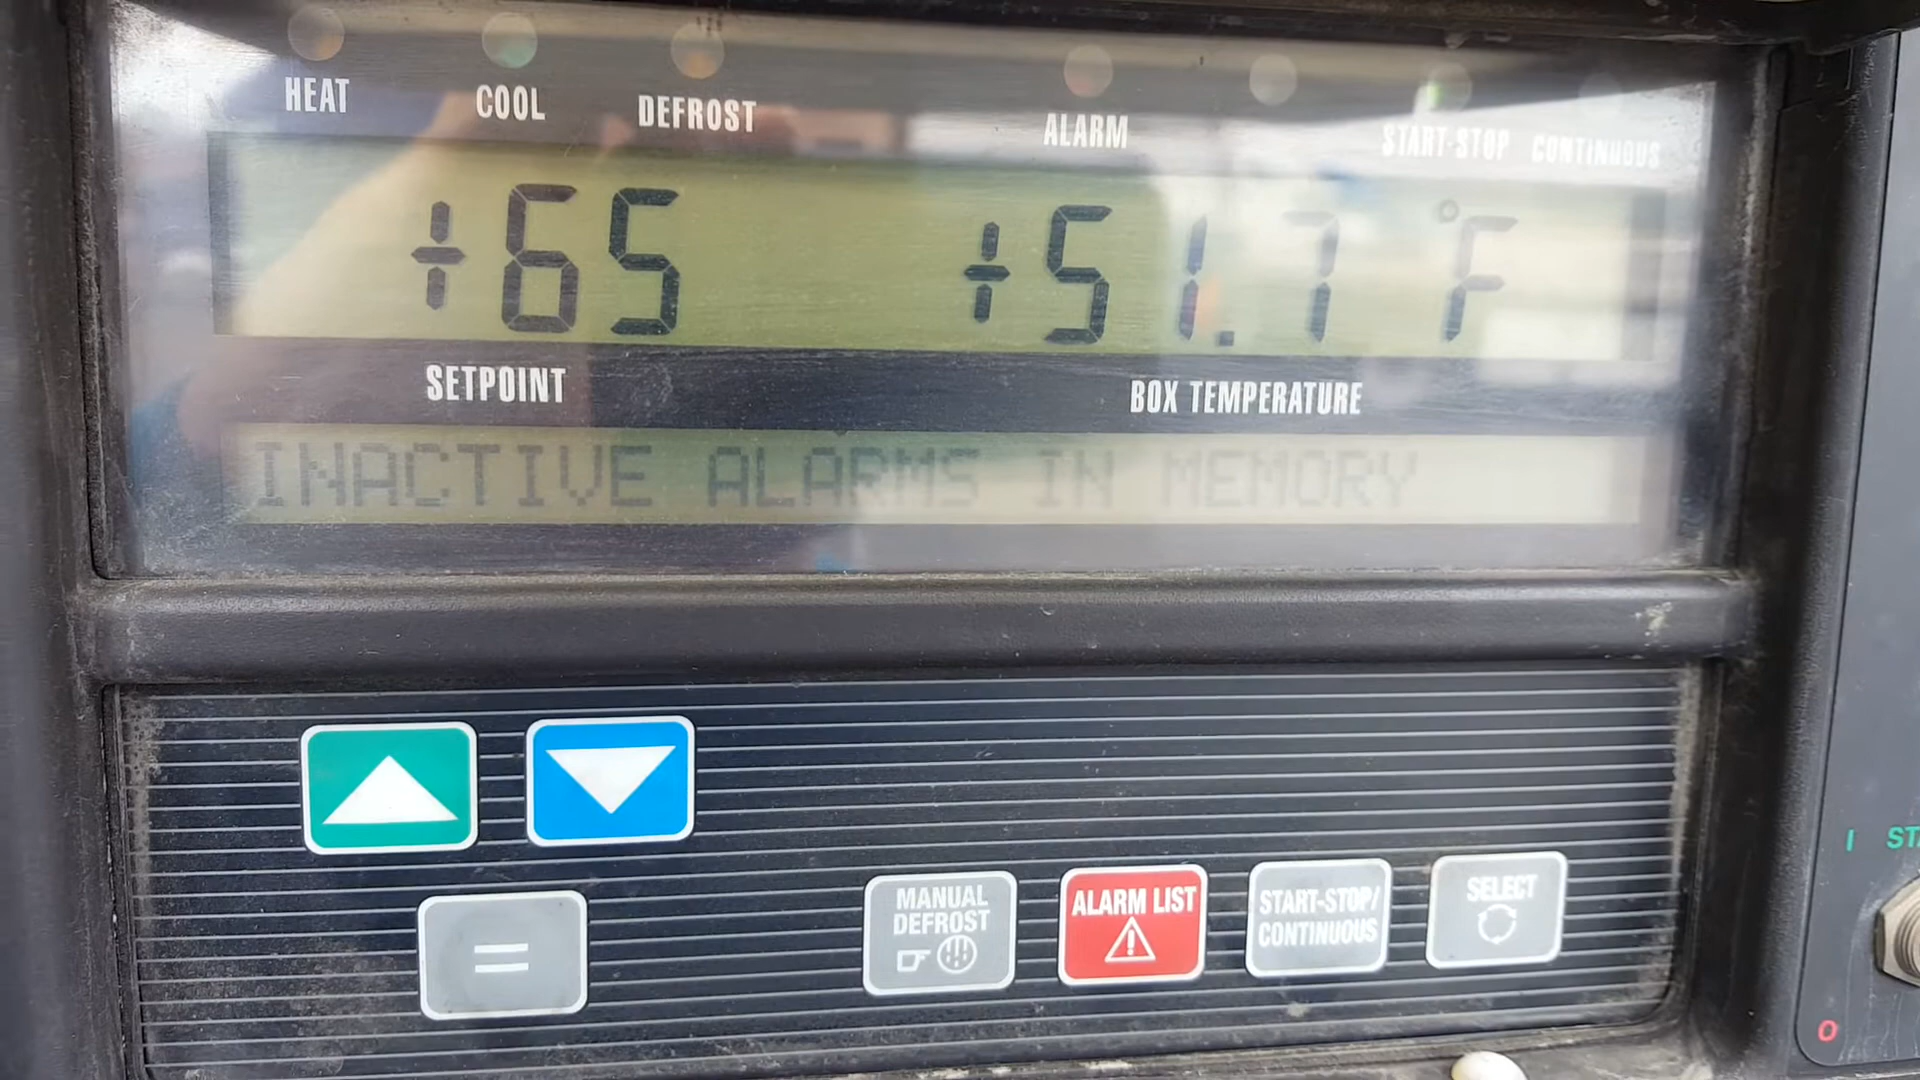 HEAT COOL DEFROST ALARM START-STOP CONTINUOUS
+65 +51.7 °F
SETPOINT BOX TEMPERATURE
INACTIVE ALARMS IN MEMORY
MANUAL DEFROST
ALARM LIST
START-STOP/
CONTINUOUS
SELECT
=
I
O